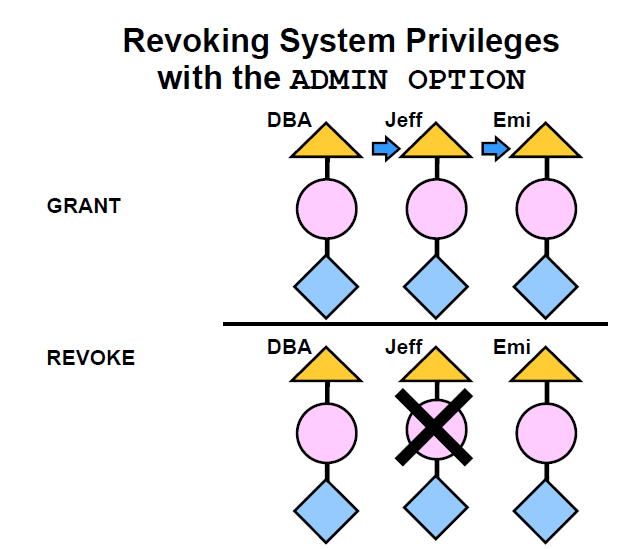 Revoking System Privileges
with the ADMIN OPTION
DBA Jeff Emi
GRANT
DBA Jeff Emi
REVOKE